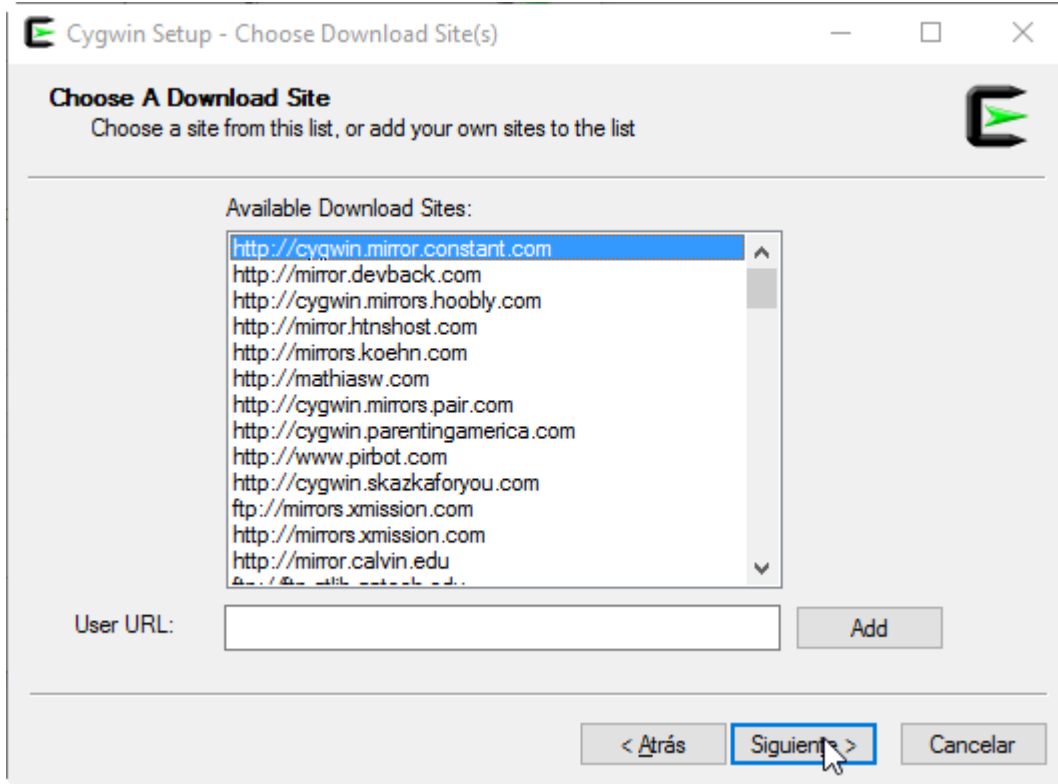 Cygwin Setup - Choose Download Site(s)
Choose A Download Site
Choose a site from this list, or add your own sites to the list
Available Download Sites:
http://cygwin.mirror.constant.com
http://mirror.devback.com
http://cygwin.mirrors.hoobly.com
http://mirror.htnshost.com
http://mirrors.koehn.com
http://mathiasw.com
http://cygwin.mirrors.pair.com
http://cygwin.parentingamerica.com
http://www.pirbot.com
http://cygwin.skazkaforyou.com
ftp://mirrors.xmission.com
http://mirrors.xmission.com
http://mirror.calvin.edu
User URL:
Add
< Atrás
Siguiente >
Cancelar